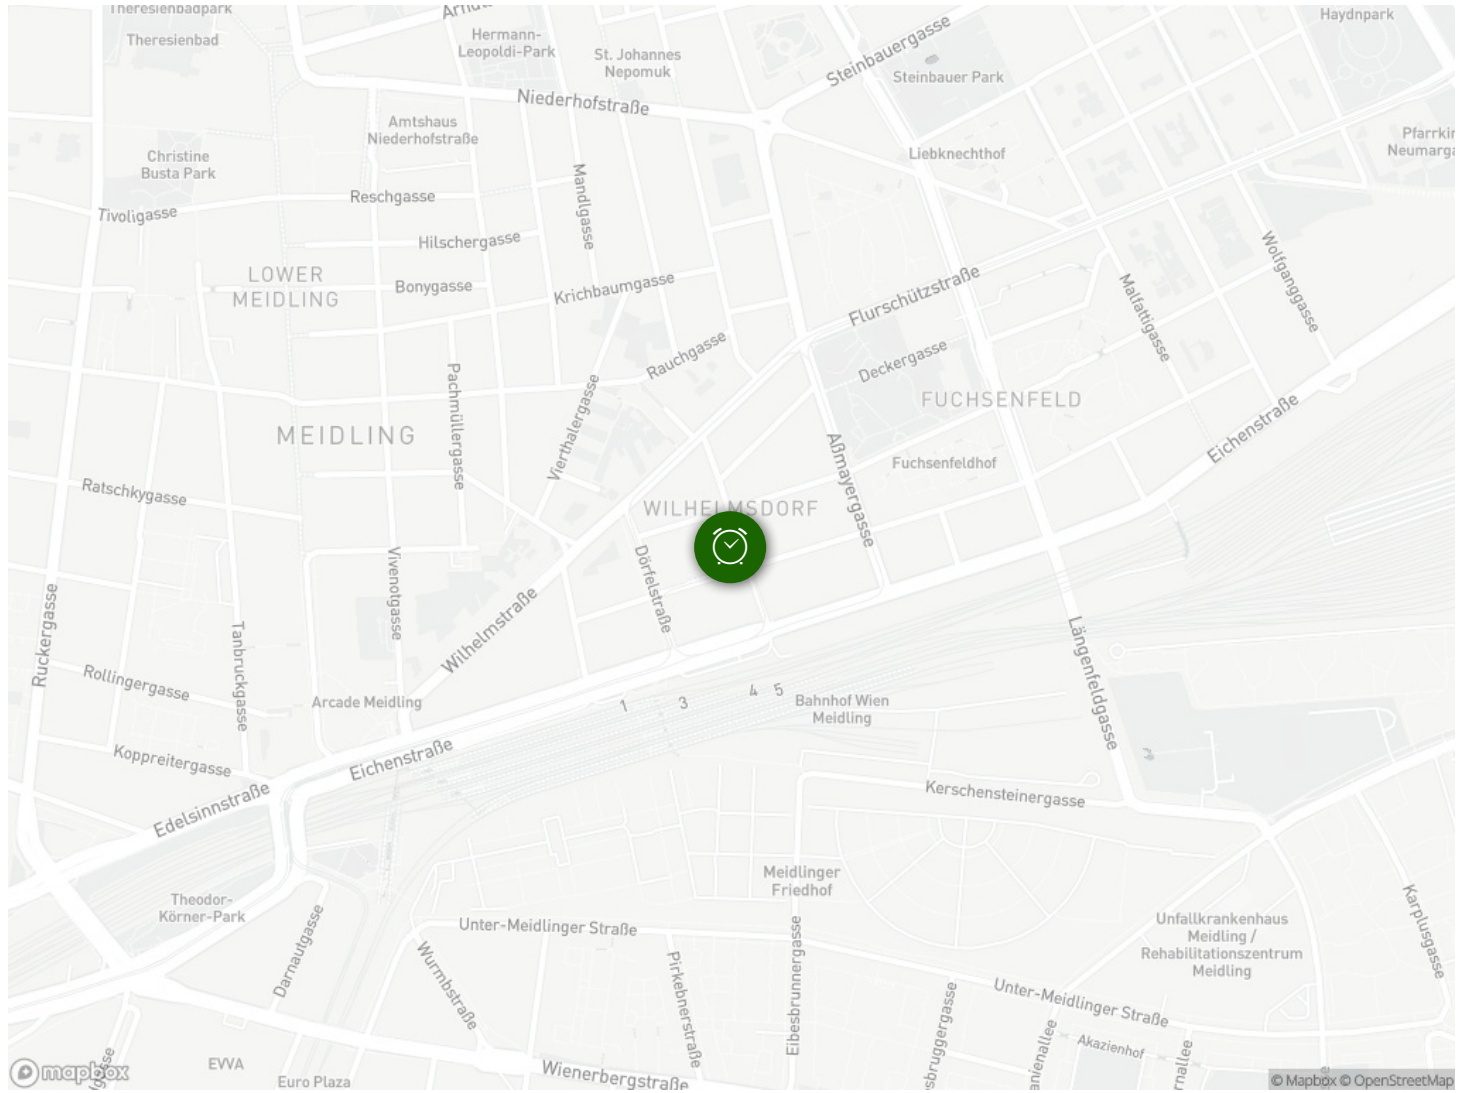 Theresienbadpark
Theresienbad
Hermann-
Leopoldi-Park
St. Johannes
Nepomuk
Steinbauergasse
Steinbauer Park
Haydnpark
Niederhofstraße
Amtshaus
Niederhofstraße
Christine
Busta Park
Liebknechthof
Mandlgasse
Reschgasse
Tivoligasse
Hilschergasse
LOWER
MEIDLING
Bonygasse
Krichbaumgasse
Flurschützstraße
Malfattigasse
Wolfganggasse
Rauchgasse
Deckergasse
FUCHSENFELD
Pachmüllergasse
Vierthalergasse
MEIDLING
Aßmayergasse
Eichenstraße
Fuchsenfeldhof
Ratschkygasse
WILHELMSDORF
Dörfelstraße
Vivenotgasse
Wilhelmstraße
Ruckergasse
Tanbruckgasse
Längenfeldgasse
Rollingergasse
Arcade Meidling
1
3
4
5
Bahnhof Wien
Meidling
Koppreitergasse
Eichenstraße
Edelsinnstraße
Kerschensteinergasse
Meidlinger
Friedhof
Theodor-
Körner-Park
Darnautgasse
Unter-Meidlinger Straße
Wurmbstraße
Pirkebnerstraße
Eibesbrunnergasse
Unfallkrankenhaus
Meidling /
Rehabilitationszentrum
Meidling
Karplusgasse
Unter-Meidlinger Straße
Akazienhof
EVVA
Euro Plaza
Wienerbergstraße
mapbox
© Mapbox © OpenStreetMap